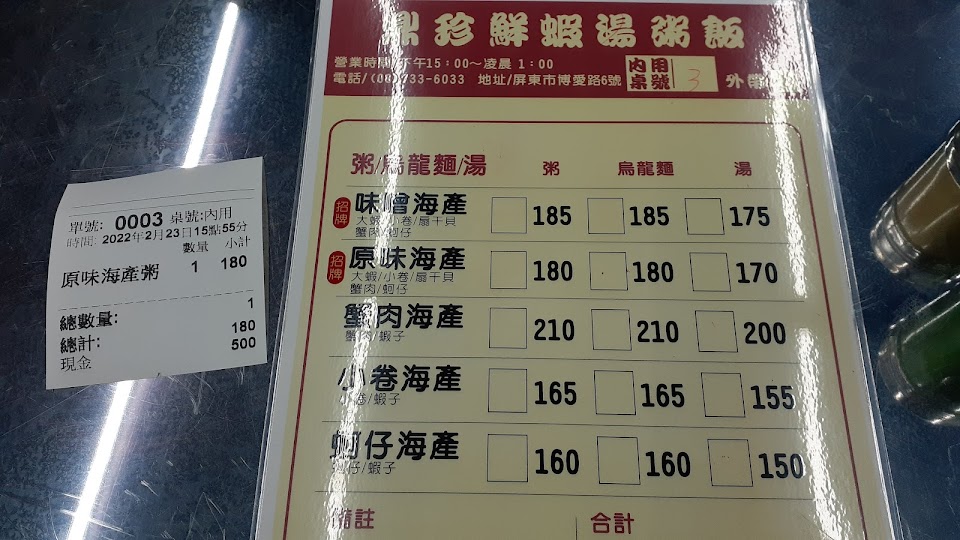 單號: 0003 桌號:內用
時間: 2022年2月23日15點55分
數量 小計
原味海產粥 1 180
總數量: 1
總計: 180
現金 500
鼎珍鮮蝦湯粥飯
營業時間/下午15:00~凌晨 1:00
電話/(08)733-6033 地址/屏東市博愛路6號
內用桌號 3 外帶
粥/烏龍麵/湯 粥 烏龍麵 湯
招牌 味噌海產 185 185 175
大蝦/小卷/扇干貝
蟹肉/蚵仔
招牌 原味海產 180 180 170
大蝦/小卷/扇干貝
蟹肉/蚵仔
蟹肉海產 210 210 200
蟹肉/蝦子
小卷海產 165 165 155
小卷/蝦子
蚵仔海產 160 160 150
蚵仔/蝦子
備註 合計